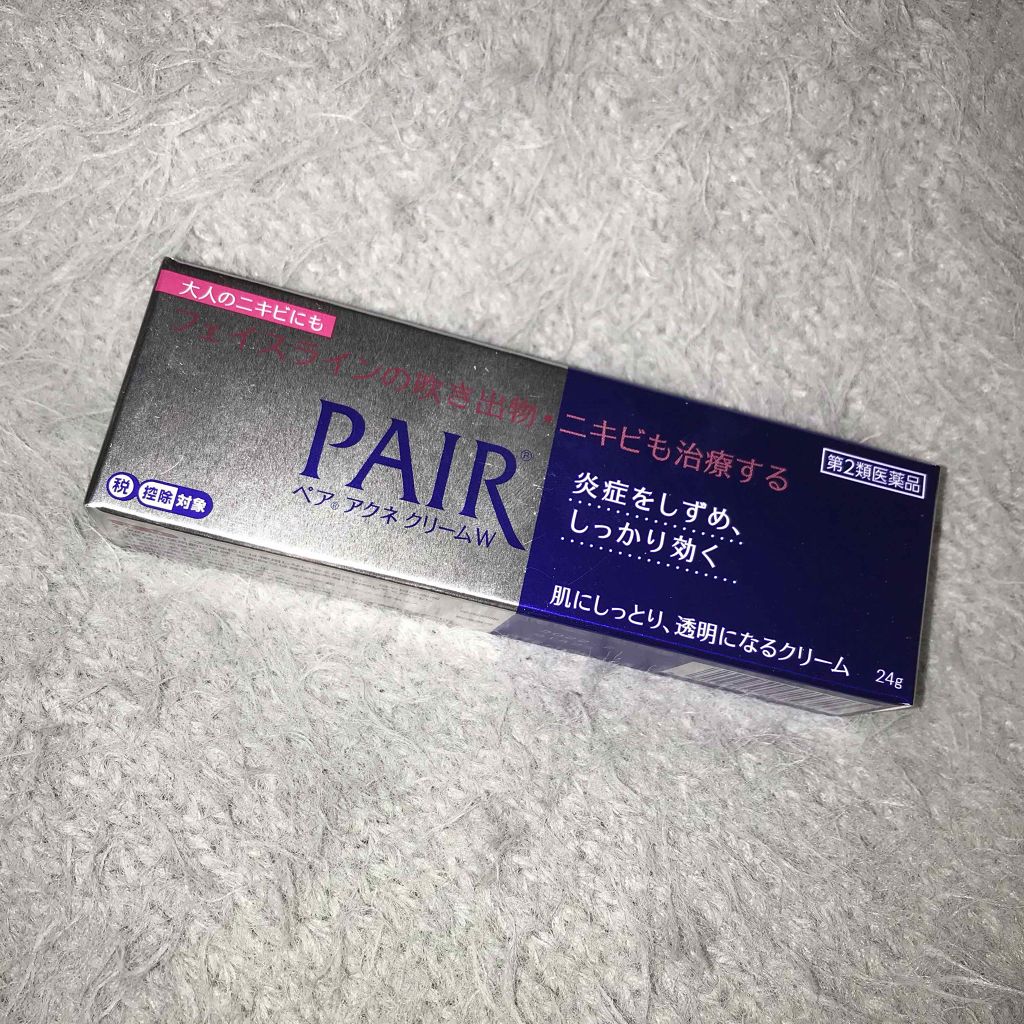 大人のニキビにも
フェイスラインの吹き出物・ニキビも治療する
PAIR®
ペア® アクネ クリームW
税 控除 対象
第2類医薬品
炎症をしずめ、
しっかり効く
肌にしっとり、透明になるクリーム
24g